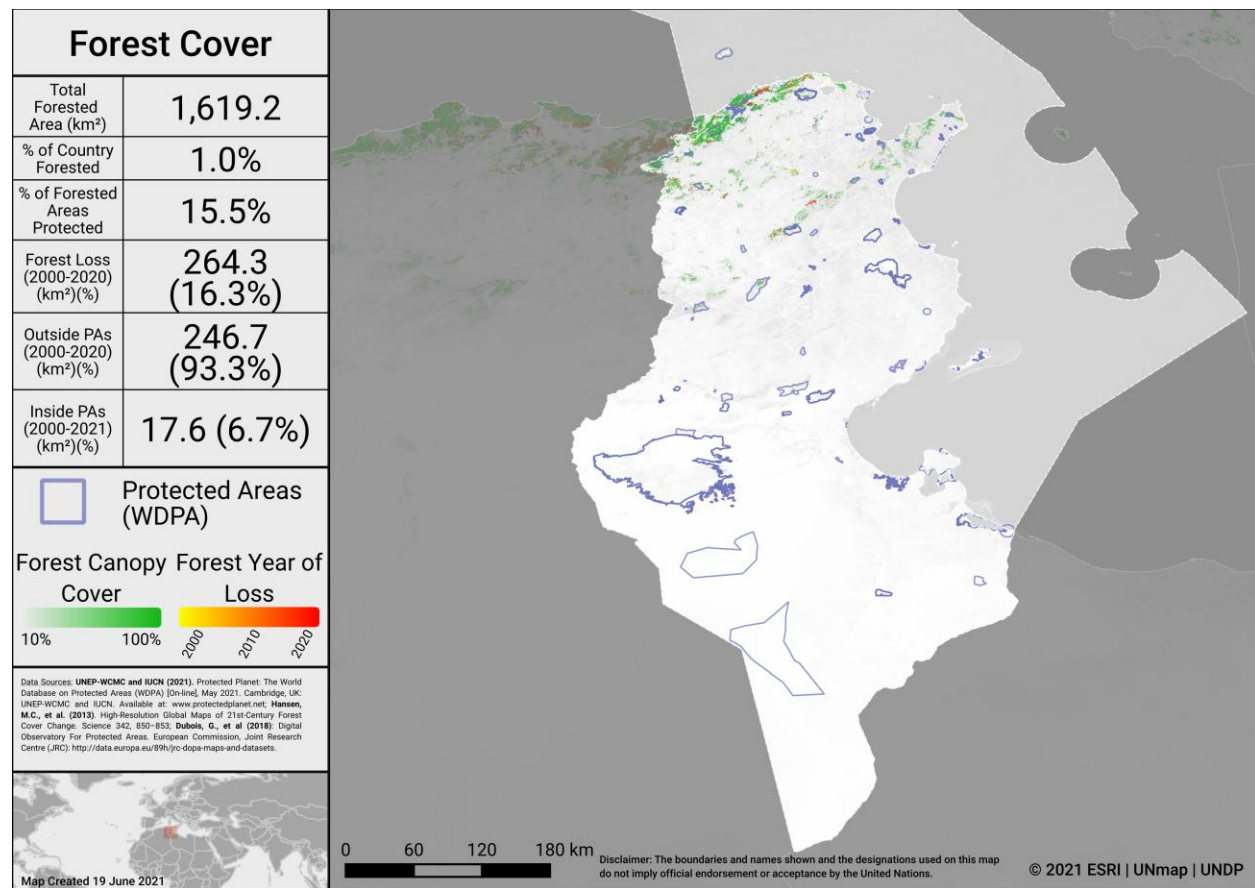 Forest Cover
Total
Forested
Area (km²)
1,619.2
% of Country
Forested
1.0%
% of Forested
Areas
Protected
15.5%
Forest Loss
(2000-2020)
(km²)(%)
264.3
(16.3%)
Outside PAs
(2000-2020)
(km²)(%)
246.7
(93.3%)
Inside PAs
(2000-2021)
(km²)(%)
17.6 (6.7%)
Protected Areas
(WDPA)
Forest Canopy
Cover
10%
100%
Forest Year of
Loss
2000
2010
2020
Data Sources: UNEP-WCMC and IUCN (2021). Protected Planet: The World
Database on Protected Areas (WDPA) [On-line], May 2021. Cambridge, UK:
UNEP-WCMC and IUCN. Available at: www.protectedplanet.net; Hansen,
M.C., et al. (2013). High-Resolution Global Maps of 21st-Century Forest
Cover Change. Science 342, 850–853; Dubois, G., et al (2018): Digital
Observatory For Protected Areas. European Commission, Joint Research
Centre (JRC): http://data.europa.eu/89h/jrc-dopa-maps-and-datasets.
Map Created 19 June 2021
0 60 120 180 km
Disclaimer: The boundaries and names shown and the designations used on this map
do not imply official endorsement or acceptance by the United Nations.
© 2021 ESRI | UNmap | UNDP